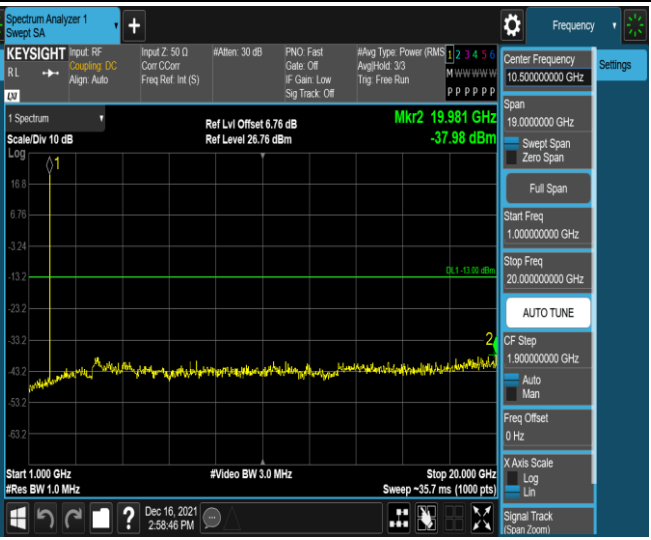 Spectrum Analyzer 1
Swept SA
Frequency
KEYSIGHT
RL
LXI
Input: RF
Coupling: DC
Align: Auto
Input Z: 50 Ω
Corr CCorr
Freq Ref: Int (S)
#Atten: 30 dB
PNO: Fast
Gate: Off
IF Gain: Low
Sig Track: Off
#Avg Type: Power (RMS
Avg|Hold: 3/3
Trig: Free Run
1 2 3 4 5 6
M W W W W W
P P P P P P
Settings
1 Spectrum
Scale/Div 10 dB
Log
Ref Lvl Offset 6.76 dB
Ref Level 26.76 dBm
Mkr2 19.981 GHz
-37.98 dBm
1
16.8
6.76
-3.24
-13.2
DL1 -13.00 dBm
-23.2
-33.2
2
-43.2
-53.2
-63.2
Start 1.000 GHz
#Res BW 1.0 MHz
#Video BW 3.0 MHz
Stop 20.000 GHz
Sweep ~35.7 ms (1000 pts)
Center Frequency
10.500000000 GHz
Span
19.0000000 GHz
Swept Span
Zero Span
Full Span
Start Freq
1.000000000 GHz
Stop Freq
20.000000000 GHz
AUTO TUNE
CF Step
1.900000000 GHz
Auto
Man
Freq Offset
0 Hz
X Axis Scale
Log
Lin
Signal Track
(Span Zoom)
?
Dec 16, 2021
2:58:46 PM